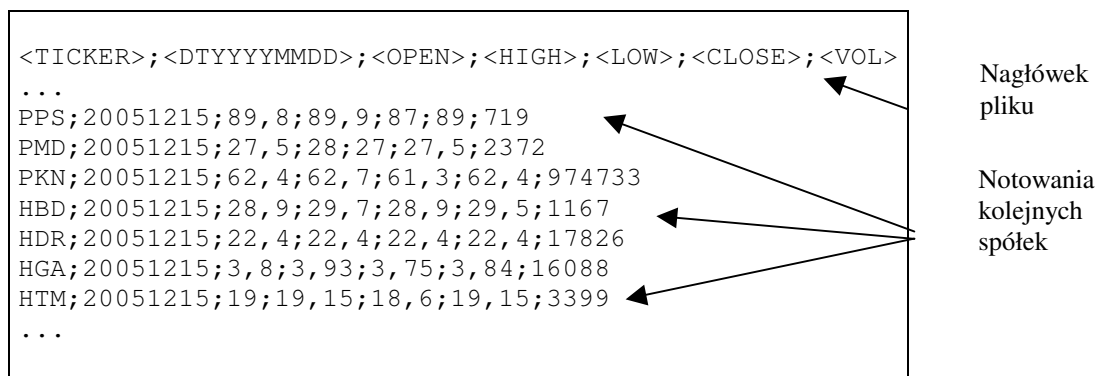 <TICKER>;<DTYYYYMMDD>;<OPEN>;<HIGH>;<LOW>;<CLOSE>;<VOL>
...
PPS;20051215;89,8;89,9;87;89;719
PMD;20051215;27,5;28;27;27,5;2372
PKN;20051215;62,4;62,7;61,3;62,4;974733
HBD;20051215;28,9;29,7;28,9;29,5;1167
HDR;20051215;22,4;22,4;22,4;22,4;17826
HGA;20051215;3,8;3,93;3,75;3,84;16088
HTM;20051215;19;19,15;18,6;19,15;3399
...
Nagłówek
pliku
Notowania
kolejnych
spółek